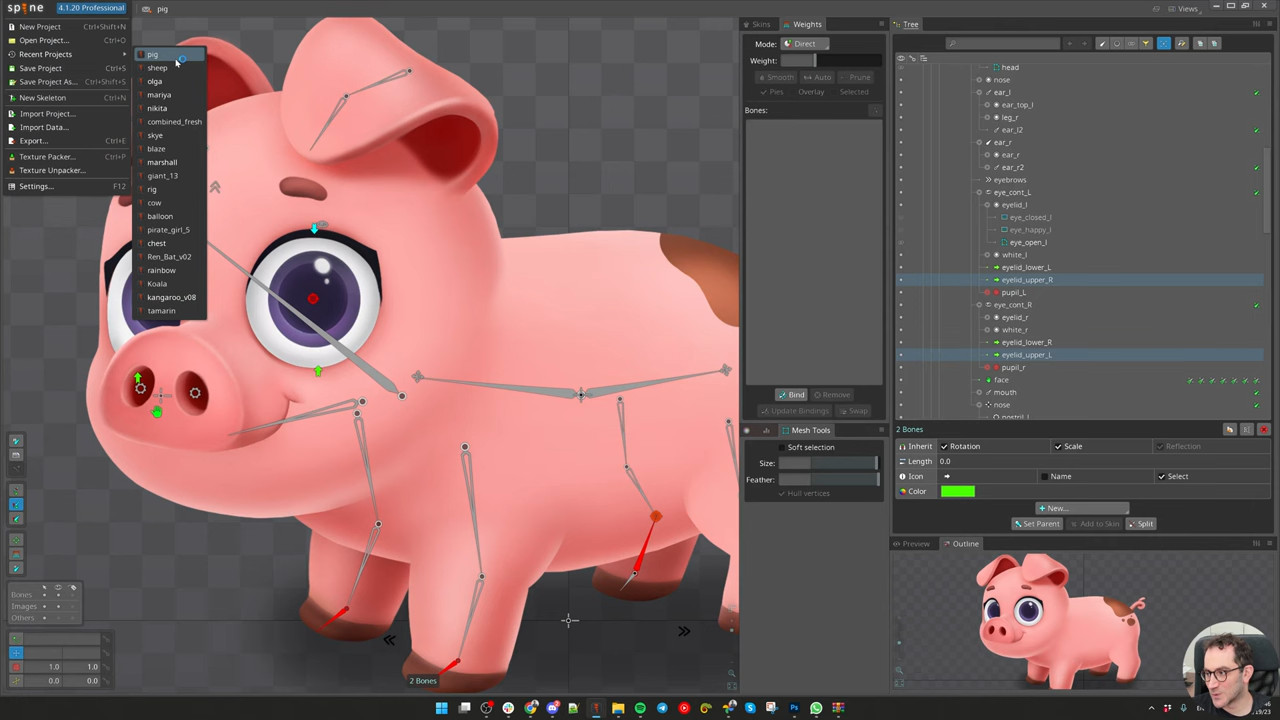 spine
4.1.20 Professional
pig
Views
New Project Ctrl+Shift+N
Open Project... Ctrl+O
Recent Projects
Save Project Ctrl+S
Save Project As... Ctrl+Shift+S
New Skeleton Ctrl+N
Import Project...
Import Data...
Export... Ctrl+E
Texture Packer... Ctrl+P
Texture Unpacker...
Settings... F12
pig
sheep
olga
mariya
nikita
combined_fresh
skye
blaze
marshall
giant_13
rig
cow
balloon
pirate_girl_5
chest
Ren_Bat_v02
rainbow
Koala
kangaroo_v08
tamarin
Bones
Images
Others
1.0 1.0
0.0 0.0
2 Bones
Skins Weights
Mode: Direct
Weight:
Smooth Auto Prune
Pies Overlay Selected
Bones:
Bind Remove
Update Bindings Swap
Mesh Tools
Soft selection
Size:
Feather:
Hull vertices
Tree
head
nose
ear_l
ear_top_l
leg_r
ear_l2
ear_r
ear_r
ear_r2
eyebrows
eye_cont_L
eyelid_l
eye_closed_l
eye_happy_l
eye_open_l
white_l
eyelid_lower_L
eyelid_upper_R
pupil_L
eye_cont_R
eyelid_r
white_r
eyelid_lower_R
eyelid_upper_L
pupil_r
face
mouth
nose
nostril_l
2 Bones
Inherit Rotation Scale Reflection
Length 0.0
Icon Name Select
Color
New...
Set Parent Add to Skin Split
Preview Outline